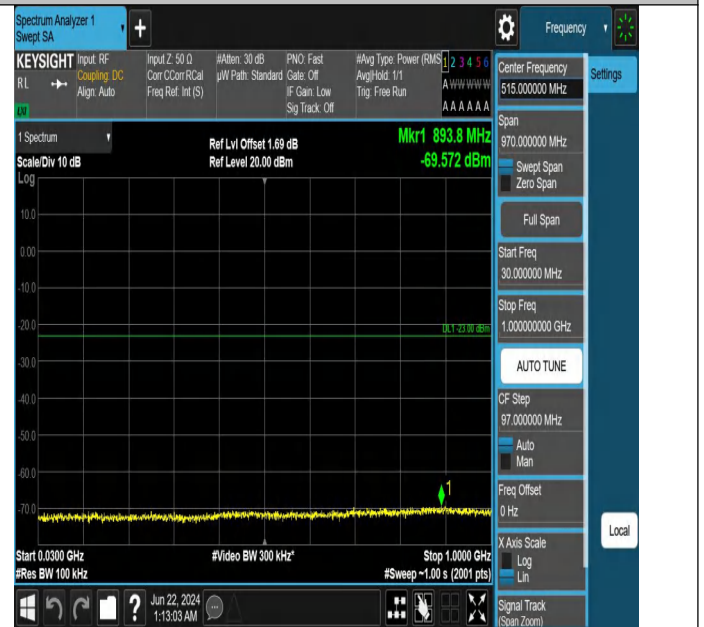 Spectrum Analyzer 1
Swept SA
Frequency
KEYSIGHT
Input: RF
Input Z: 50 Ω
#Atten: 30 dB
PNO: Fast
#Avg Type: Power (RMS
1 2 3 4 5 6
RL
Coupling: DC
Corr CCorr RCal
µW Path: Standard
Gate: Off
Avg|Hold: 1/1
A W W W W W
Align: Auto
Freq Ref: Int (S)
IF Gain: Low
Trig: Free Run
Sig Track: Off
A A A A A A
1 Spectrum
Scale/Div 10 dB
Log
Ref Lvl Offset 1.69 dB
Ref Level 20.00 dBm
Mkr1 893.8 MHz
-69.572 dBm
10.0
0.00
-10.0
-20.0
DL1 -23.00 dBm
-30.0
-40.0
-50.0
-60.0
-70.0
1
Start 0.0300 GHz
#Video BW 300 kHz*
Stop 1.0000 GHz
#Res BW 100 kHz
#Sweep ~1.00 s (2001 pts)
Jun 22, 2024
1:13:03 AM
?
Center Frequency
515.000000 MHz
Settings
Span
970.000000 MHz
Swept Span
Zero Span
Full Span
Start Freq
30.000000 MHz
Stop Freq
1.000000000 GHz
AUTO TUNE
CF Step
97.000000 MHz
Auto
Man
Freq Offset
0 Hz
Local
X Axis Scale
Log
Lin
Signal Track
(Span Zoom)